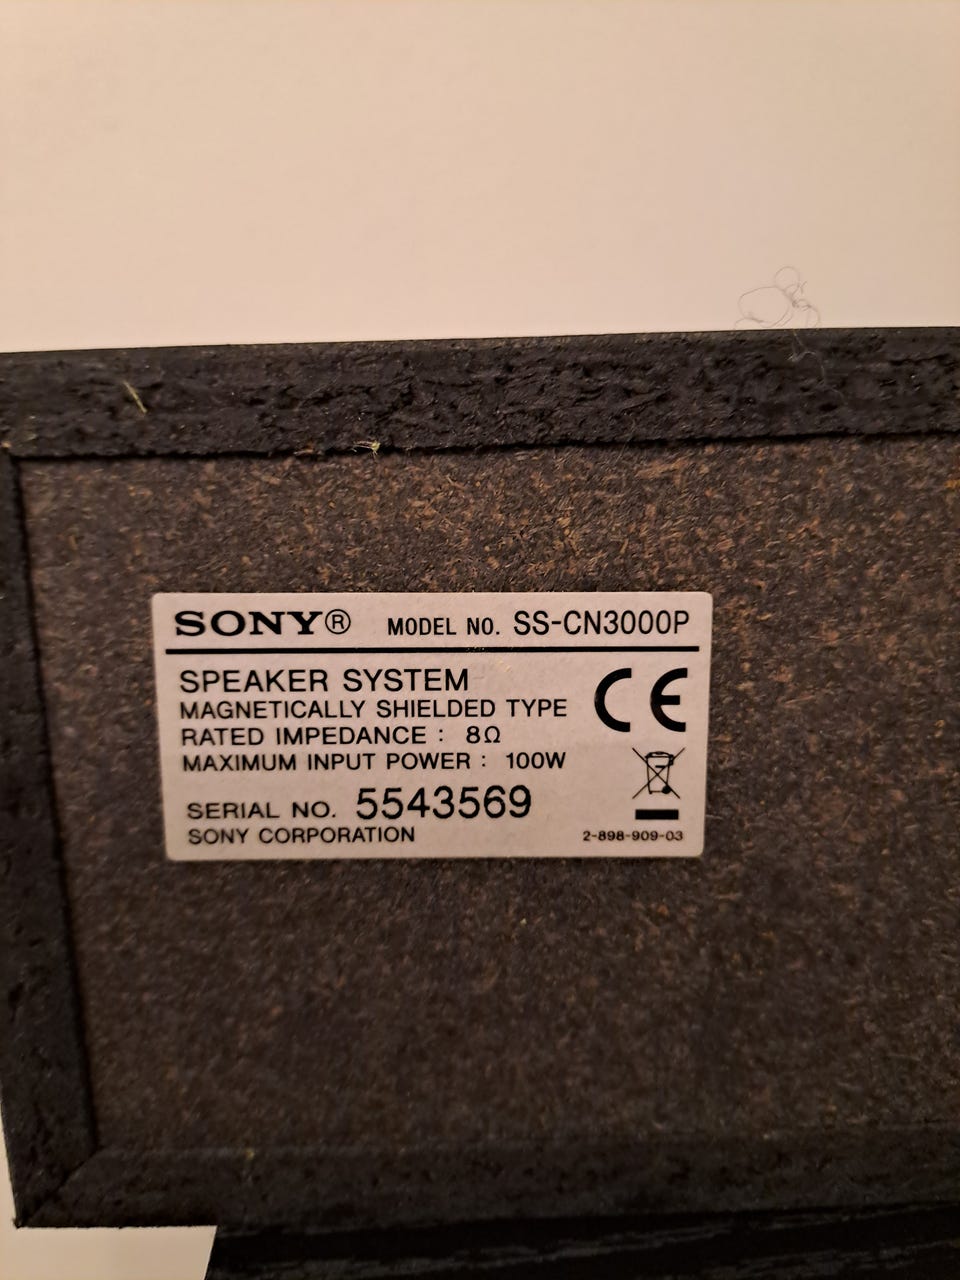 SONY® MODEL NO. SS-CN3000P
SPEAKER SYSTEM
MAGNETICALLY SHIELDED TYPE
RATED IMPEDANCE : 8Ω
MAXIMUM INPUT POWER : 100W
CE
SERIAL NO. 5543569
SONY CORPORATION
2-898-909-03